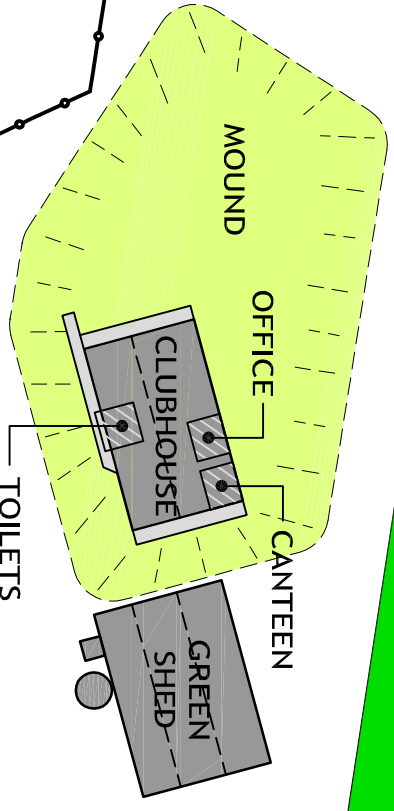 MOUND
OFFICE
CLUBHOUSE
CANTEEN
TOILETS
GREEN
SHED